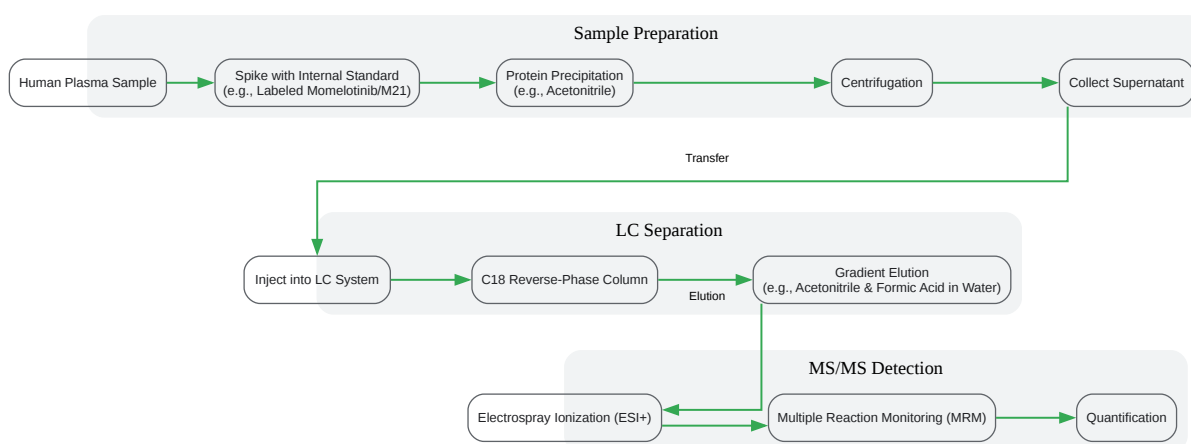 Sample Preparation
Human Plasma Sample
Spike with Internal Standard
(e.g., Labeled Momelotinib/M21)
Protein Precipitation
(e.g., Acetonitrile)
Centrifugation
Collect Supernatant
Transfer
LC Separation
Inject into LC System
C18 Reverse-Phase Column
Elution
Gradient Elution
(e.g., Acetonitrile & Formic Acid in Water)
MS/MS Detection
Electrospray Ionization (ESI+)
Multiple Reaction Monitoring (MRM)
Quantification